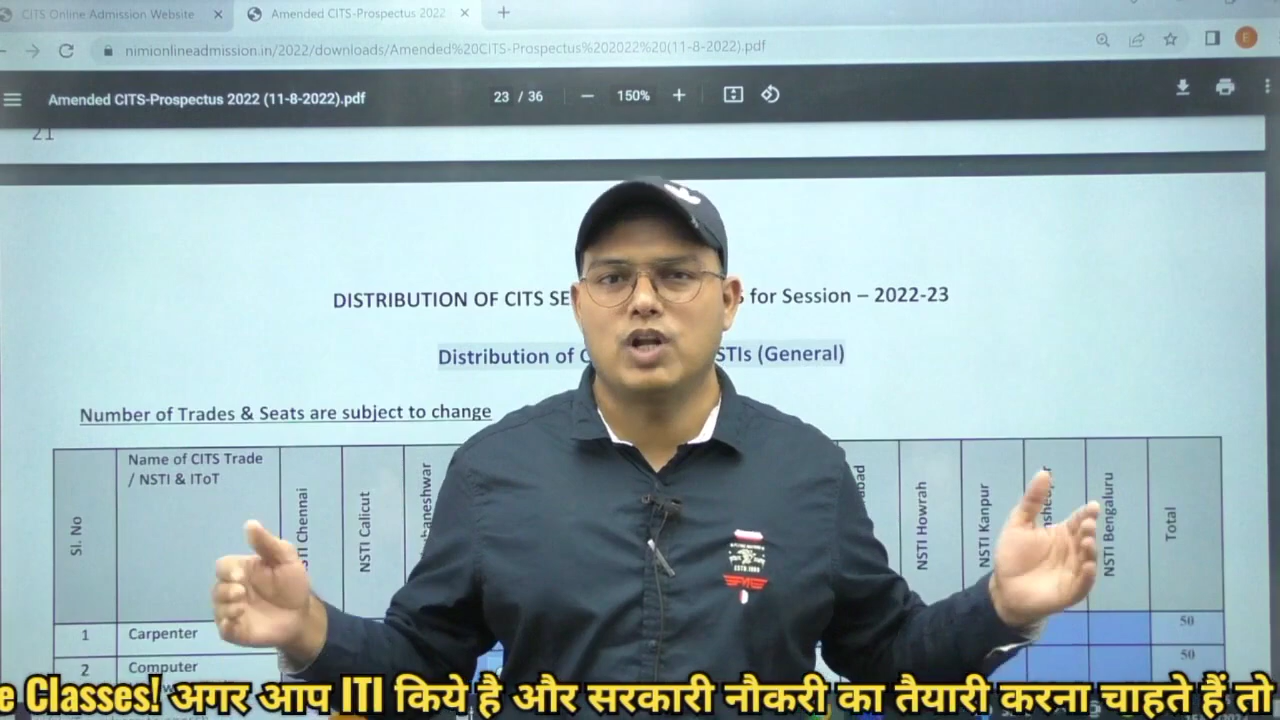 CITS Online Admission Website
Amended CITS-Prospectus 2022
nimionlineadmission.in/2022/downloads/Amended%20CITS-Prospectus%202022%20(11-8-2022).pdf
E
Amended CITS-Prospectus 2022 (11-8-2022).pdf
23 / 36
150%
21
DISTRIBUTION OF CITS SE
for Session – 2022-23
Distribution of
STIs (General)
Number of Trades & Seats are subject to change
Sl. No
Name of CITS Trade
/ NSTI & IToT
TI Chennai
NSTI Calicut
baneshwar
bad
NSTI Howrah
NSTI Kanpur
NSTI Bengaluru
Total
1 Carpenter 50
2 Computer 50
e Classes! अगर आप ITI किये है और सरकारी नौकरी का तैयारी करना चाहते हैं तो